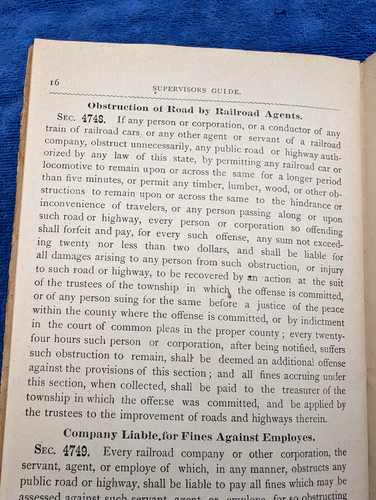 16
SUPERVISORS GUIDE.
Obstruction of Road by Railroad Agents.
SEC. 4748. If any person or corporation, or a conductor of any
train of railroad cars, or any other agent or servant of a railroad
company, obstruct unnecessarily, any public road or highway auth-
orized by any law of this state, by permitting any railroad car or
locomotive to remain upon or across the same for a longer period
than five minutes, or permit any timber, lumber, wood, or other ob-
structions to remain upon or across the same to the hindrance or
inconvenience of travelers, or any person passing along or upon
such road or highway, every person or corporation so offending
shall forfeit and pay, for every such offense, any sum not exceed-
ing twenty nor less than two dollars, and shall be liable for
all damages arising to any person from such obstruction, or injury
to such road or highway, to be recovered by an action at the suit
of the trustees of the township in which the offense is committed,
or of any person suing for the same before a justice of the peace
within the county where the offense is committed, or by indictment
in the court of common pleas in the proper county; every twenty-
four hours such person or corporation, after being notified, suffers
such obstruction to remain, shall be deemed an additional offense
against the provisions of this section; and all fines accruing under
this section, when collected, shall be paid to the treasurer of the
township in which the offense was committed, and be applied by
the trustees to the improvement of roads and highways therein.
Company Liable for Fines Against Employes.
SEC. 4749. Every railroad company or other corporation, the
servant, agent, or employe of which, in any manner, obstructs any
public road or highway, shall be liable to pay all fines which may be
assessed against such servant, agent, or employe, for so obstructing